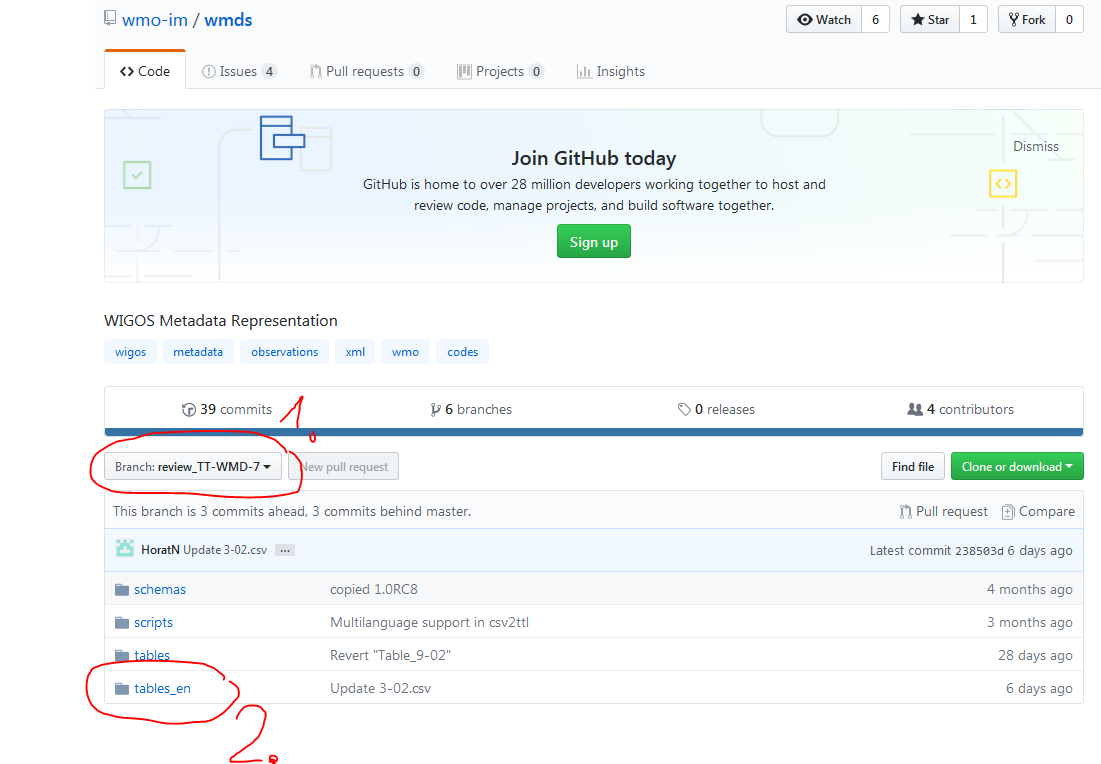 wmo-im / wmds
Watch 6 Star 1 Fork 0
Code Issues 4 Pull requests 0 Projects 0 Insights
Dismiss
Join GitHub today
GitHub is home to over 28 million developers working together to host and
review code, manage projects, and build software together.
Sign up
WIGOS Metadata Representation
wigos metadata observations xml wmo codes
39 commits 6 branches 0 releases 4 contributors
1.
Branch: review_TT-WMD-7 New pull request Find file Clone or download
This branch is 3 commits ahead, 3 commits behind master. Pull request Compare
HoratN Update 3-02.csv ... Latest commit 238503d 6 days ago
schemas copied 1.0RC8 4 months ago
scripts Multilanguage support in csv2ttl 3 months ago
tables Revert "Table_9-02" 28 days ago
tables_en Update 3-02.csv 6 days ago
2.